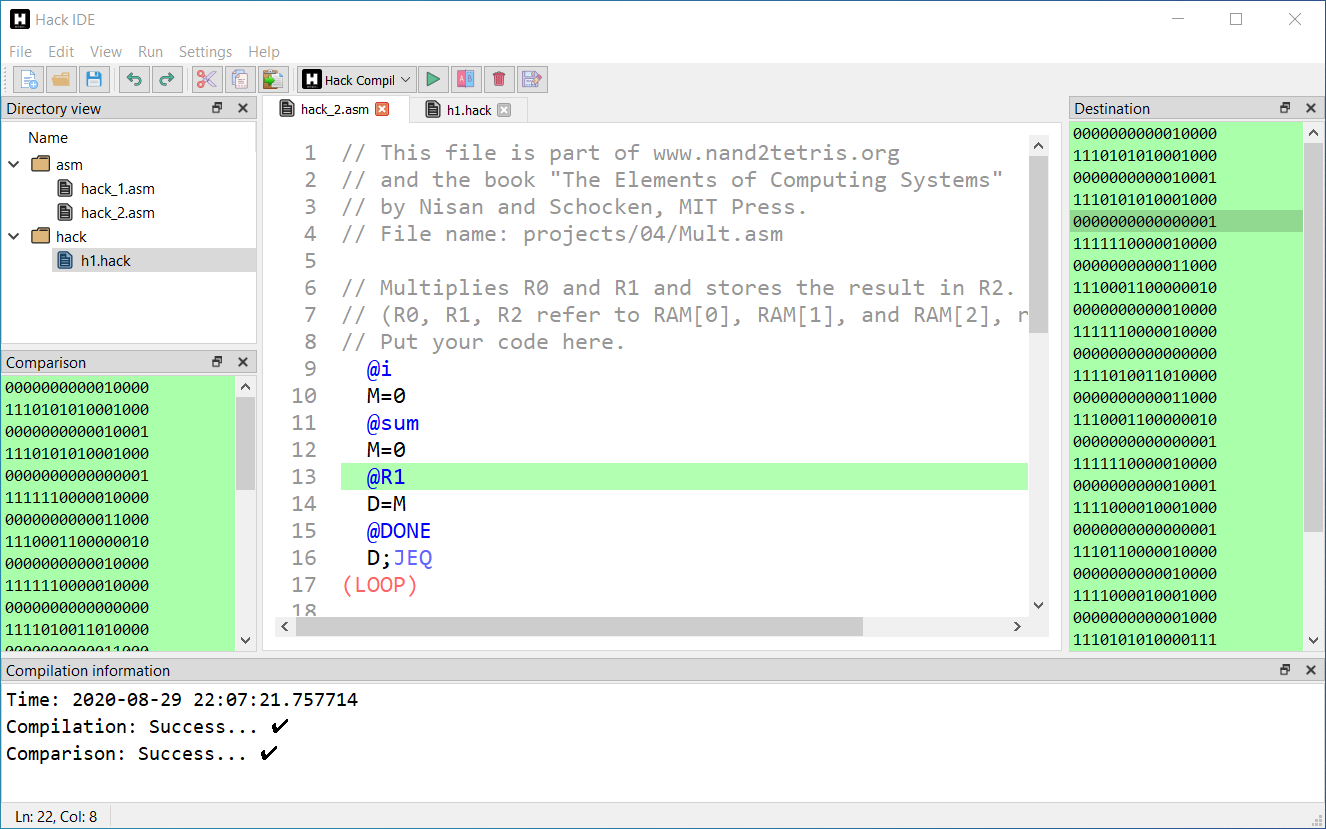 Hack IDE
File Edit View Run Settings Help
Hack Compil
Directory view
Name
asm
hack_1.asm
hack_2.asm
hack
h1.hack
Comparison
0000000000010000
1110101010001000
0000000000010001
1110101010001000
0000000000000001
1111110000010000
0000000000011000
1110001100000010
0000000000010000
1111110000010000
0000000000000000
1111010011010000
0000000000011000
hack_2.asm
h1.hack
1 // This file is part of www.nand2tetris.org
2 // and the book "The Elements of Computing Systems"
3 // by Nisan and Schocken, MIT Press.
4 // File name: projects/04/Mult.asm
5
6 // Multiplies R0 and R1 and stores the result in R2.
7 // (R0, R1, R2 refer to RAM[0], RAM[1], and RAM[2], r
8 // Put your code here.
9 @i
10 M=0
11 @sum
12 M=0
13 @R1
14 D=M
15 @DONE
16 D;JEQ
17 (LOOP)
18
Destination
0000000000010000
1110101010001000
0000000000010001
1110101010001000
0000000000000001
1111110000010000
0000000000011000
1110001100000010
0000000000010000
1111110000010000
0000000000000000
1111010011010000
0000000000011000
1110001100000010
0000000000000001
1111110000010000
0000000000010001
1111000010001000
0000000000000001
1110110000010000
0000000000010000
1111000010001000
0000000000001000
1110101010000111
Compilation information
Time: 2020-08-29 22:07:21.757714
Compilation: Success... ✔
Comparison: Success... ✔
Ln: 22, Col: 8